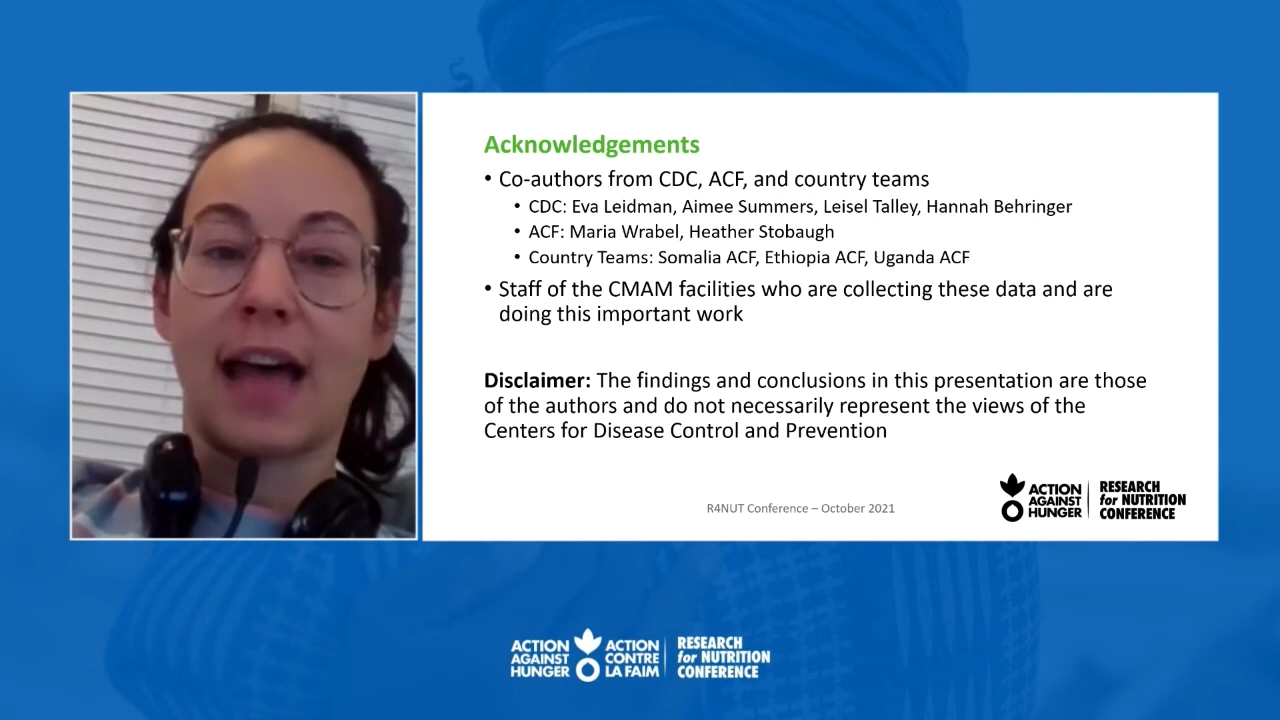 Acknowledgements
• Co-authors from CDC, ACF, and country teams
• CDC: Eva Leidman, Aimee Summers, Leisel Talley, Hannah Behringer
• ACF: Maria Wrabel, Heather Stobaugh
• Country Teams: Somalia ACF, Ethiopia ACF, Uganda ACF
• Staff of the CMAM facilities who are collecting these data and are
doing this important work
Disclaimer: The findings and conclusions in this presentation are those
of the authors and do not necessarily represent the views of the
Centers for Disease Control and Prevention
R4NUT Conference – October 2021
ACTION
AGAINST
HUNGER
RESEARCH
for NUTRITION
CONFERENCE
ACTION
AGAINST
HUNGER
ACTION
CONTRE
LA FAIM
RESEARCH
for NUTRITION
CONFERENCE